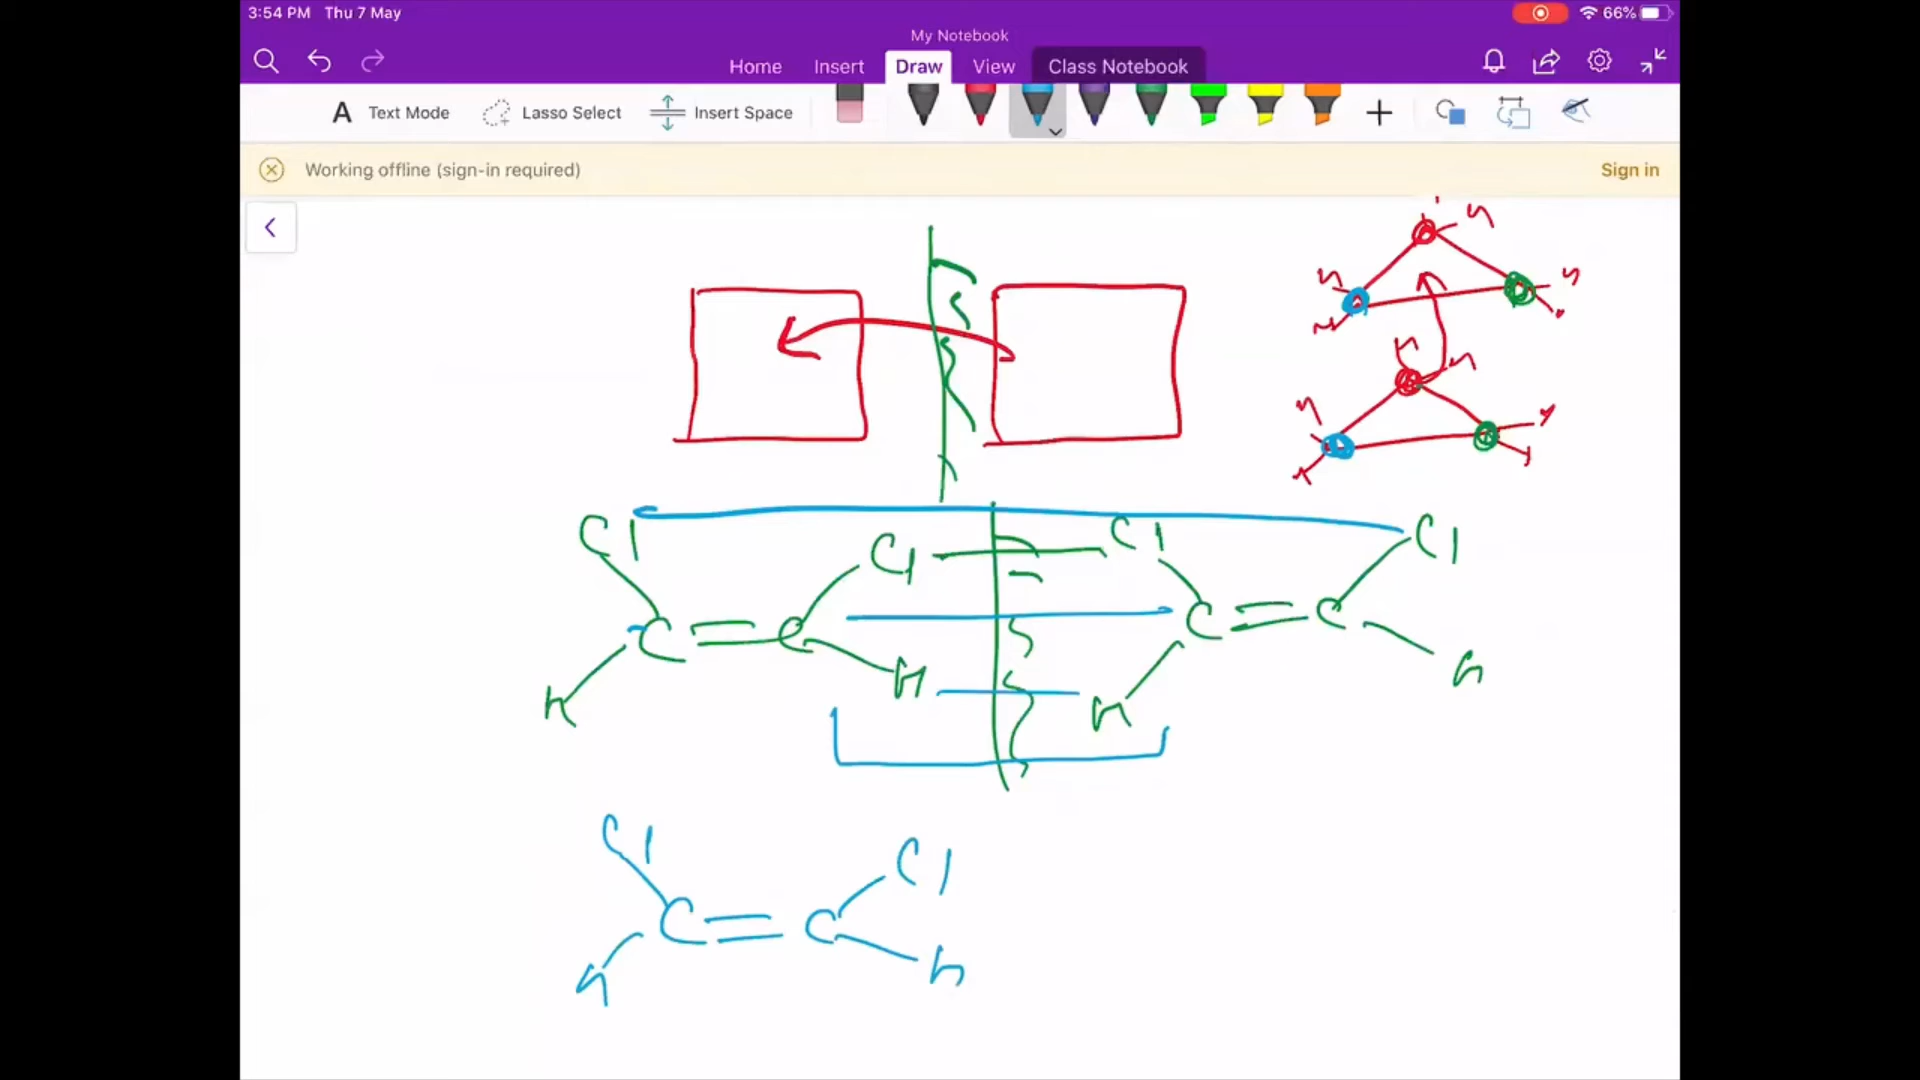 3:54 PM Thu 7 May
66%
My Notebook
Home Insert Draw View Class Notebook
A Text Mode Lasso Select Insert Space
Working offline (sign-in required) Sign in
Cl Cl Cl Cl
C = C C = C
H H H H
Cl Cl
C = C
H H